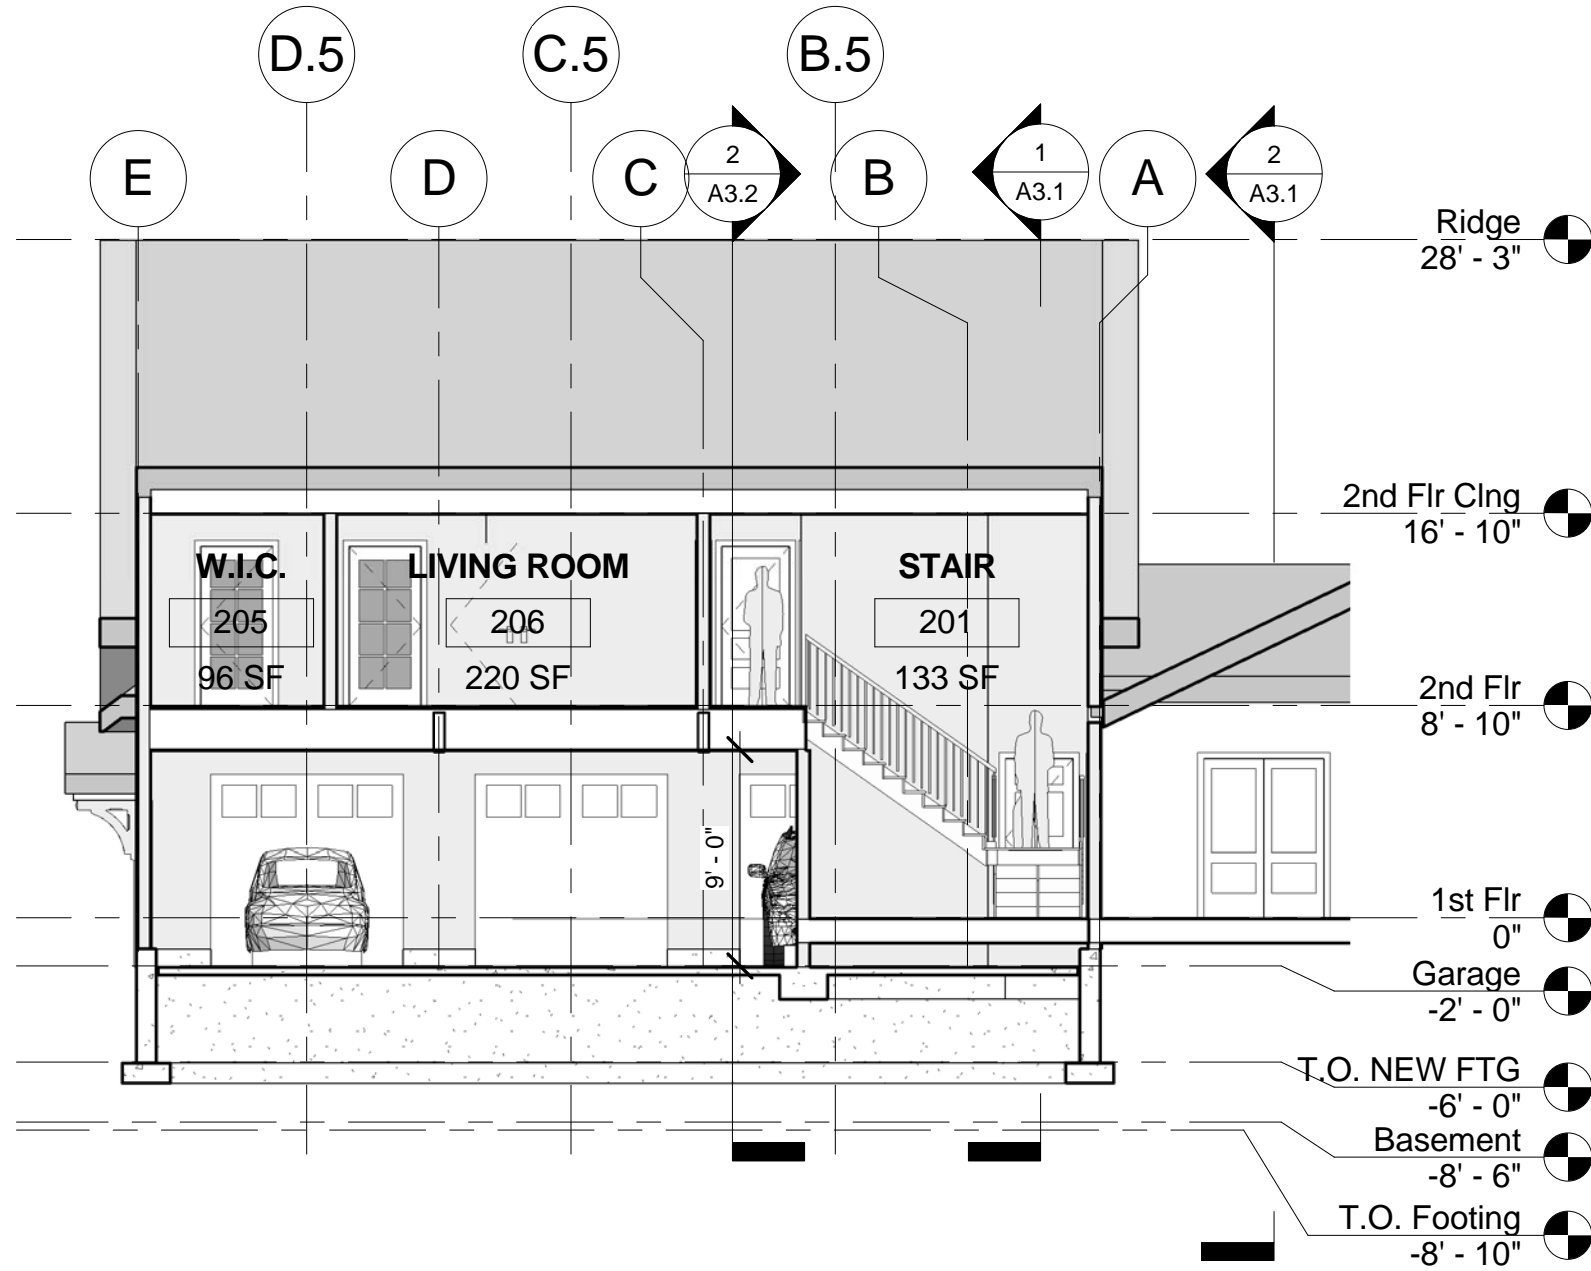 D.5
C.5
B.5
E
D
C
2
A3.2
B
1
A3.1
A
2
A3.1
Ridge
28' - 3"
2nd Flr Clng
16' - 10"
W.I.C.
205
96 SF
LIVING ROOM
206
220 SF
STAIR
201
133 SF
2nd Flr
8' - 10"
9' - 0"
1st Flr
0"
Garage
-2' - 0"
T.O. NEW FTG
-6' - 0"
Basement
-8' - 6"
T.O. Footing
-8' - 10"